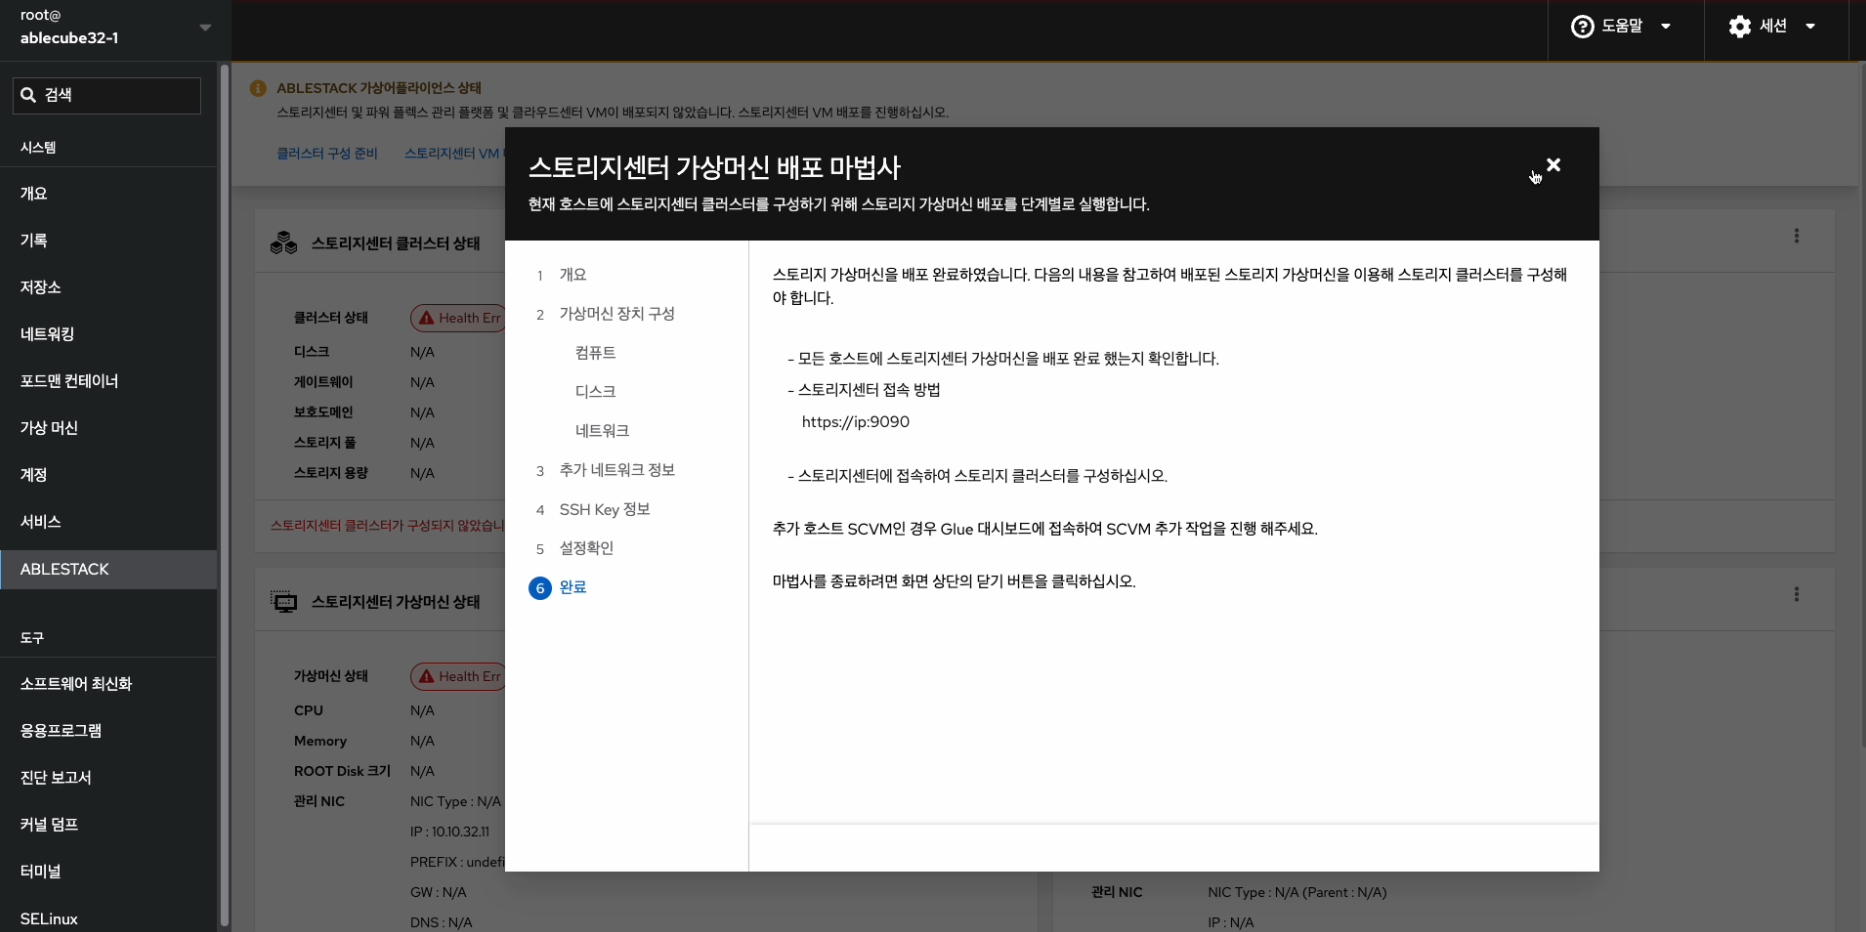 root@
ablecube32-1
도움말
세션
검색
시스템
개요
기록
저장소
네트워킹
포드맨 컨테이너
가상 머신
계정
서비스
ABLESTACK
도구
소프트웨어 최신화
응용프로그램
진단 보고서
커널 덤프
터미널
SELinux
ABLESTACK 가상어플라이언스 상태
스토리지센터 및 파워 플렉스 관리 플랫폼 및 클라우드센터 VM이 배포되지 않았습니다. 스토리지센터 VM 배포를 진행하십시오.
클러스터 구성 준비
스토리지센터 VM
스토리지센터 클러스터 상태
클러스터 상태
Health Err
디스크 N/A
게이트웨이 N/A
보호도메인 N/A
스토리지 풀 N/A
스토리지 용량 N/A
스토리지센터 클러스터가 구성되지 않았습니
스토리지센터 가상머신 상태
가상머신 상태
Health Err
CPU N/A
Memory N/A
ROOT Disk 크기 N/A
관리 NIC NIC Type : N/A
IP : 10.10.32.11
PREFIX : undefi
GW : N/A
DNS : N/A
관리 NIC NIC Type : N/A (Parent : N/A)
IP : N/A
스토리지센터 가상머신 배포 마법사
현재 호스트에 스토리지센터 클러스터를 구성하기 위해 스토리지 가상머신 배포를 단계별로 실행합니다.
1 개요
2 가상머신 장치 구성
컴퓨트
디스크
네트워크
3 추가 네트워크 정보
4 SSH Key 정보
5 설정확인
6 완료
스토리지 가상머신을 배포 완료하였습니다. 다음의 내용을 참고하여 배포된 스토리지 가상머신을 이용해 스토리지 클러스터를 구성해
야 합니다.
- 모든 호스트에 스토리지센터 가상머신을 배포 완료 했는지 확인합니다.
- 스토리지센터 접속 방법
https://ip:9090
- 스토리지센터에 접속하여 스토리지 클러스터를 구성하십시오.
추가 호스트 SCVM인 경우 Glue 대시보드에 접속하여 SCVM 추가 작업을 진행 해주세요.
마법사를 종료하려면 화면 상단의 닫기 버튼을 클릭하십시오.